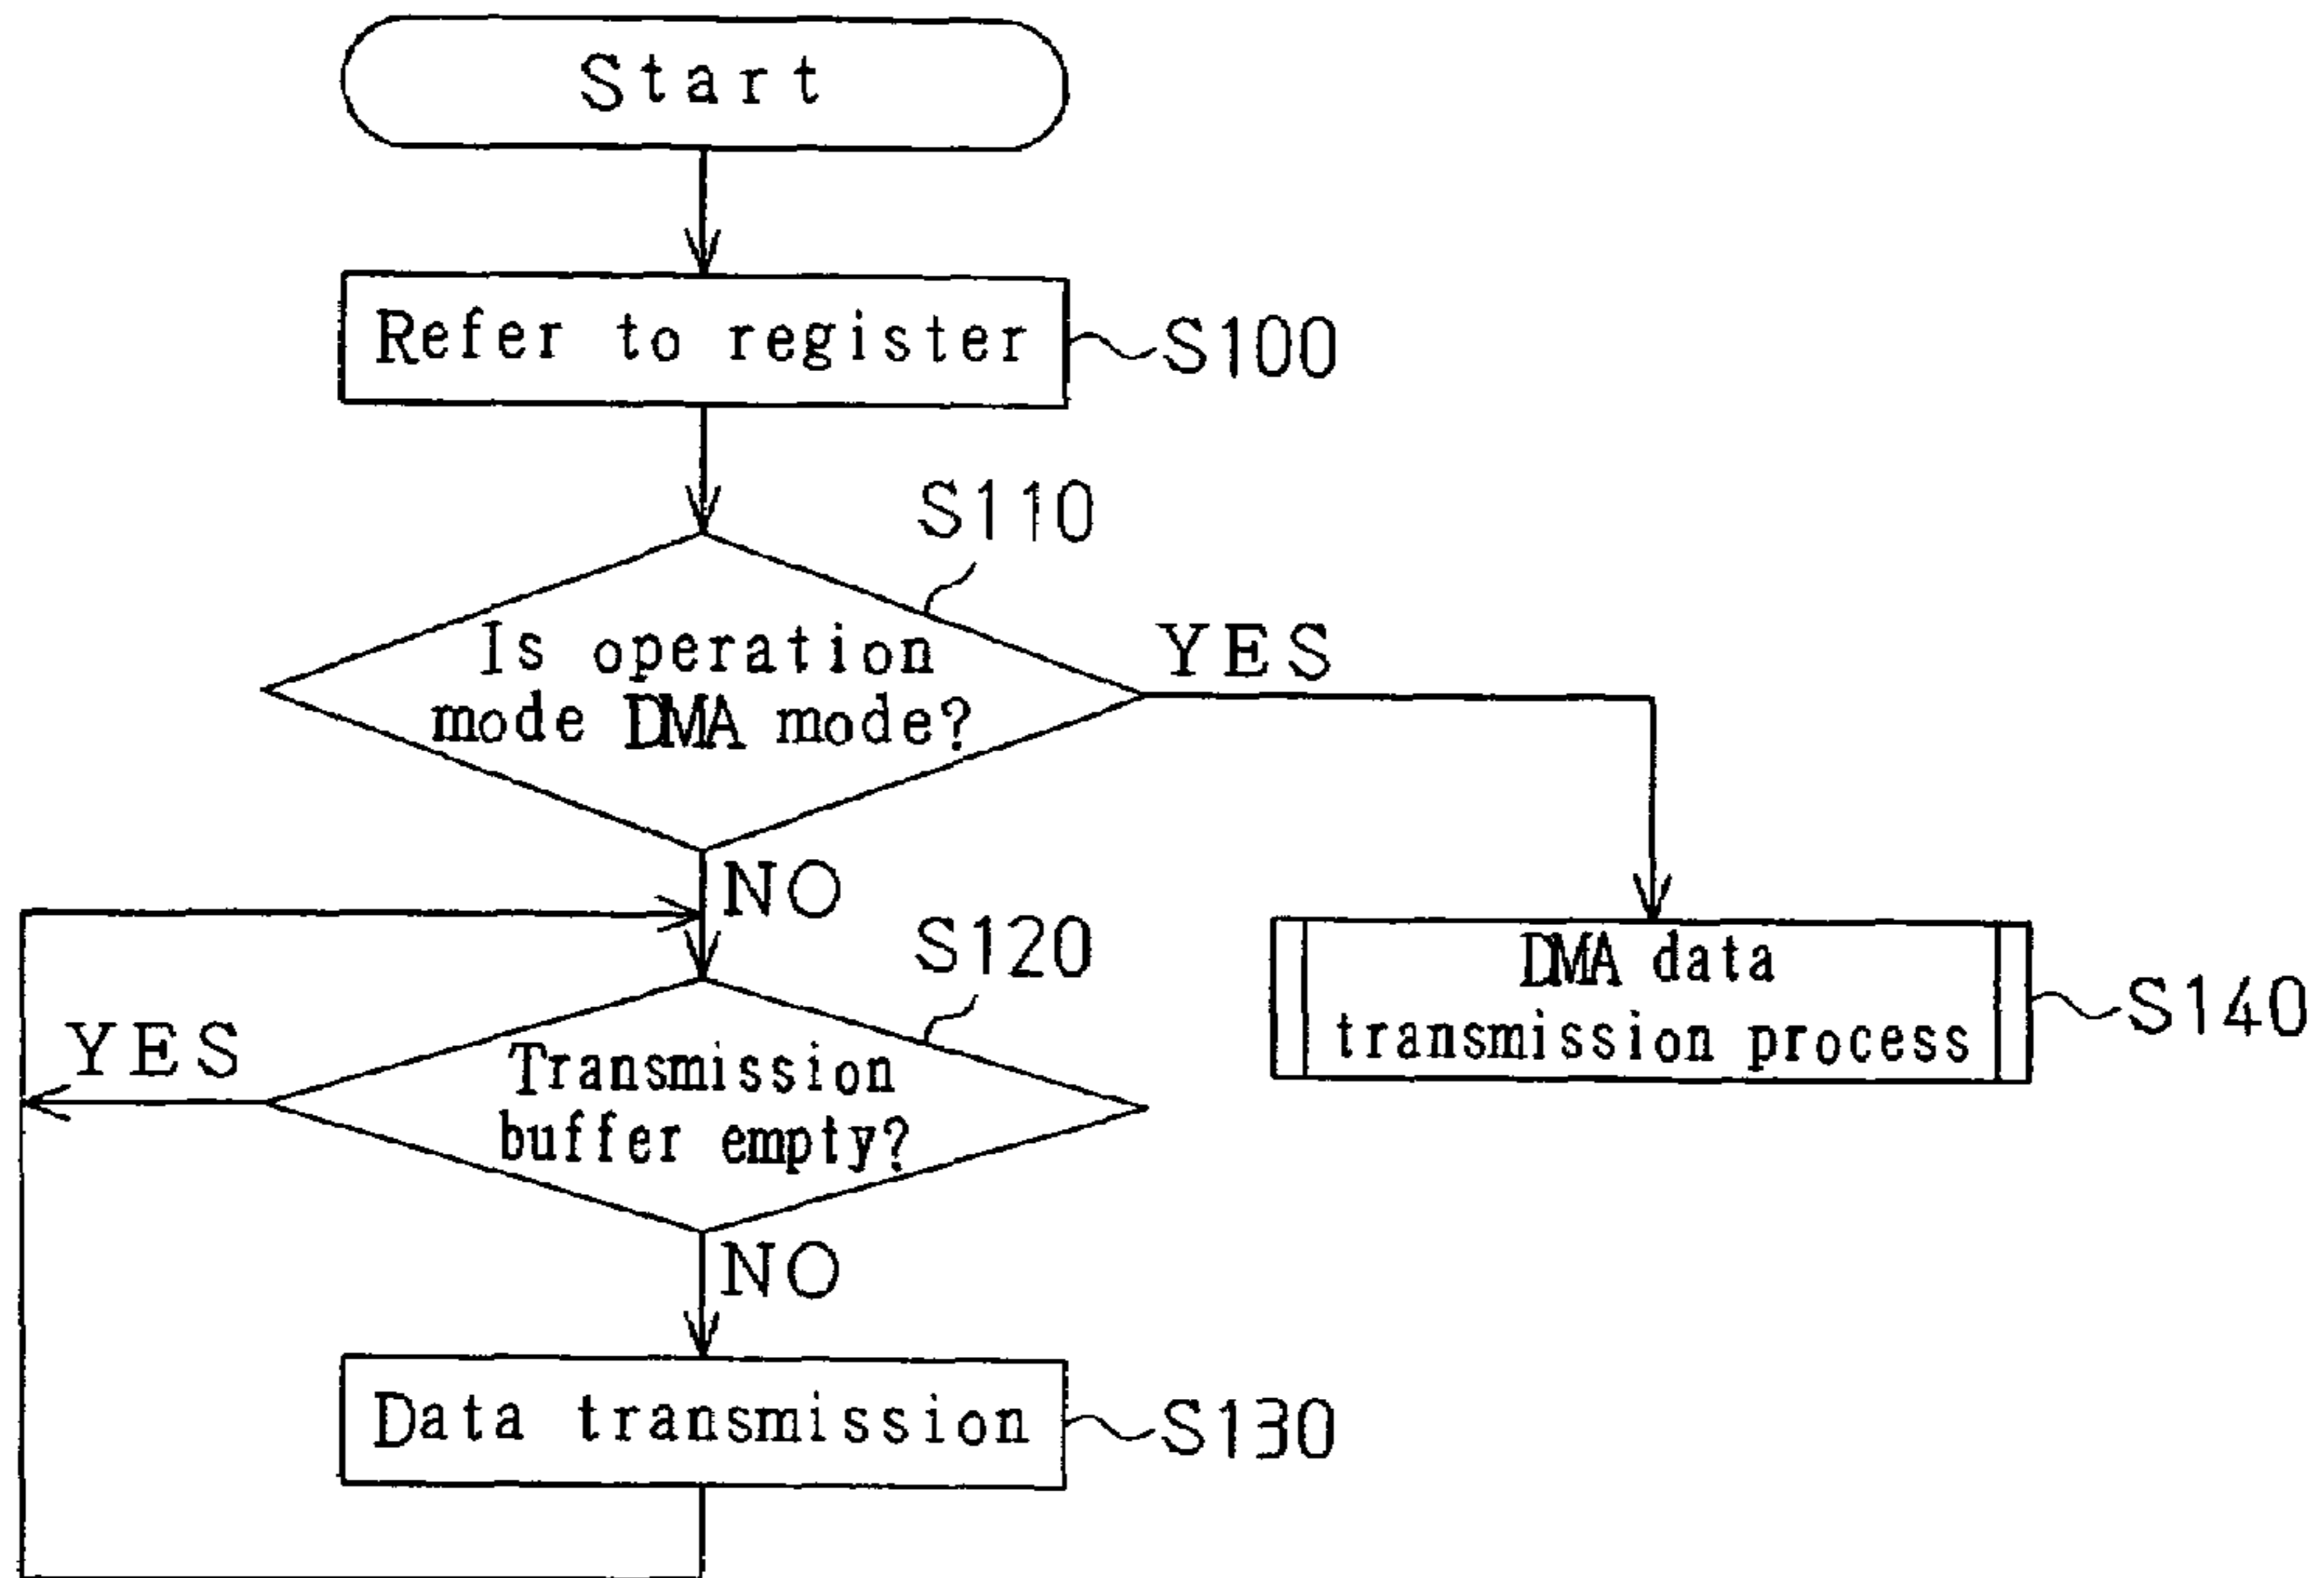 Start
Refer to register
S100
S110
Is operation
mode DMA mode?
YES
NO
S120
YES
Transmission
buffer empty?
DMA data
transmission process
S140
NO
Data transmission
S130